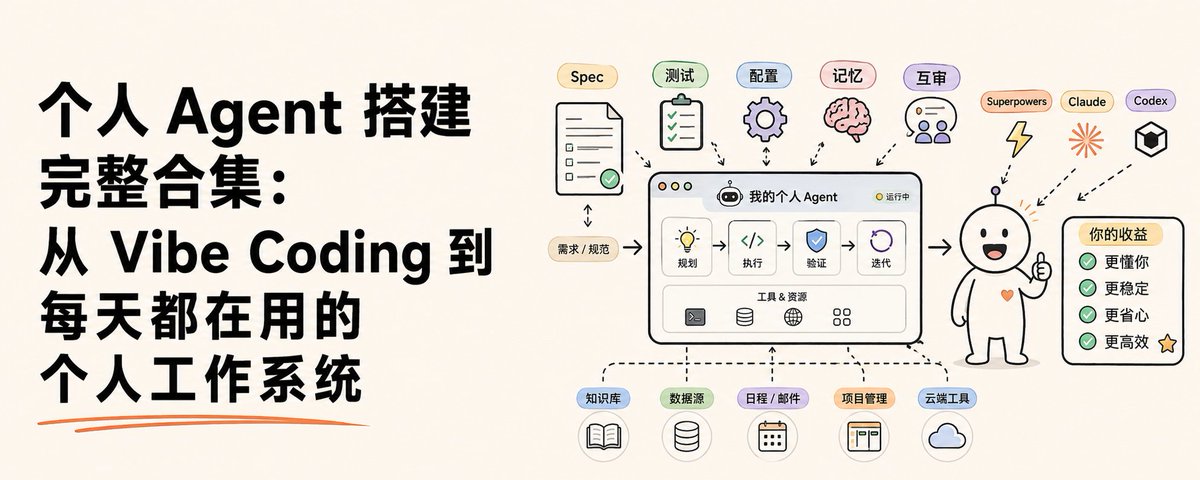 个人 Agent 搭建
完整合集：
从 Vibe Coding 到
每天都在用的
个人工作系统
Spec
测试
配置
记忆
互审
Superpowers
Claude
Codex
需求 / 规范
我的个人 Agent
运行中
规划
执行
验证
迭代
工具 & 资源
你的收益
更懂你
更稳定
更省心
更高效
知识库
数据源
日程 / 邮件
项目管理
云端工具